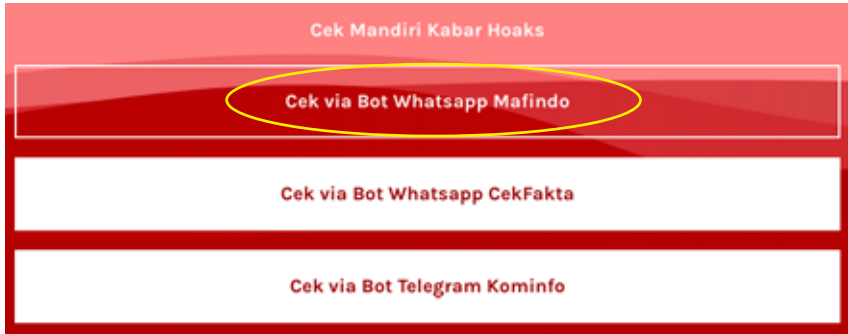 Cek Mandiri Kabar Hoaks
Cek via Bot Whatsapp Mafindo
Cek via Bot Whatsapp CekFakta
Cek via Bot Telegram Kominfo